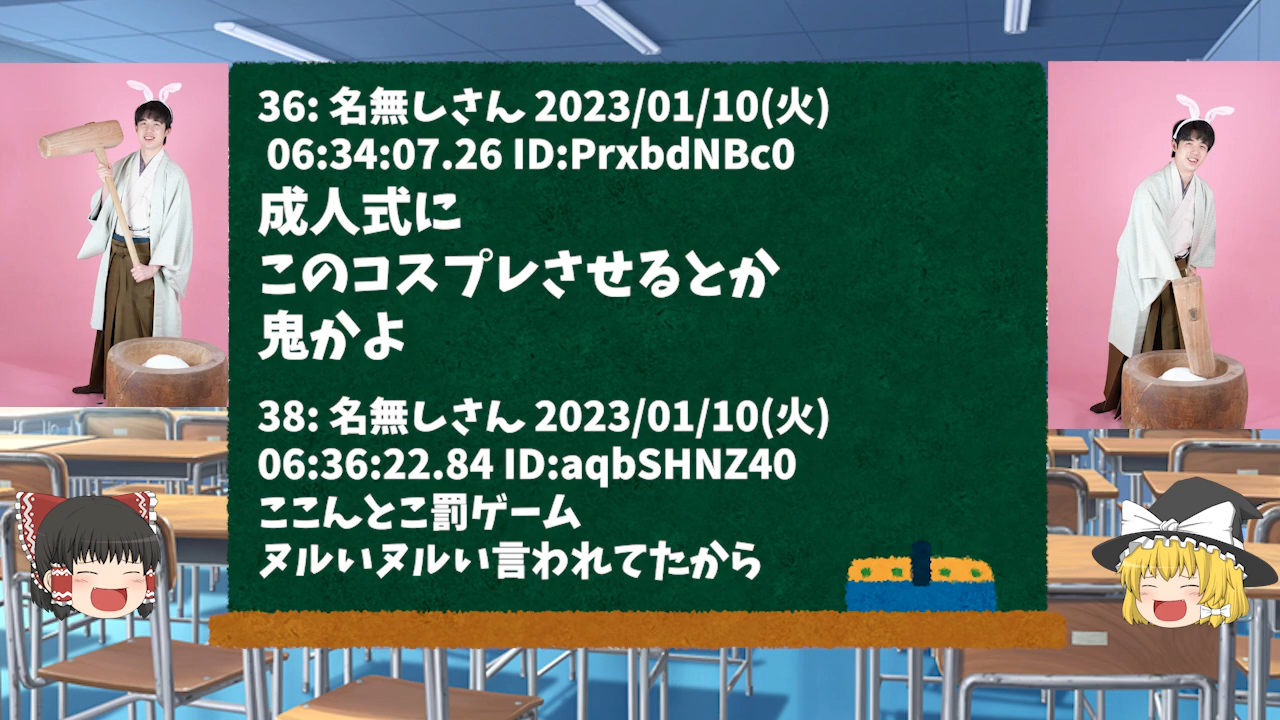 36: 名無しさん 2023/01/10(火)
06:34:07.26 ID:PrxbdNBc0
成人式に
このコスプレさせるとか
鬼かよ
38: 名無しさん 2023/01/10(火)
06:36:22.84 ID:aqbSHNZ40
ここんとこ罰ゲーム
ヌルいヌルい言われてたから